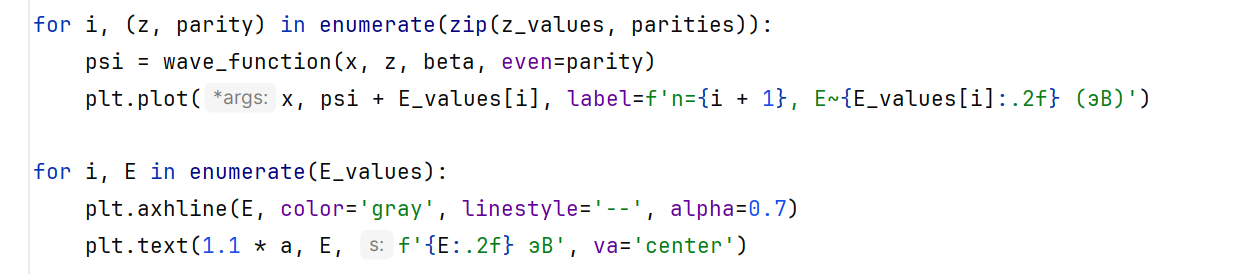 for i, (z, parity) in enumerate(zip(z_values, parities)):
    psi = wave_function(x, z, beta, even=parity)
    plt.plot( *args: x, psi + E_values[i], label=f'n={i + 1}, E~{E_values[i]:.2f} (эВ)')

for i, E in enumerate(E_values):
    plt.axhline(E, color='gray', linestyle='--', alpha=0.7)
    plt.text(1.1 * a, E, s: f'{E:.2f} эВ', va='center')